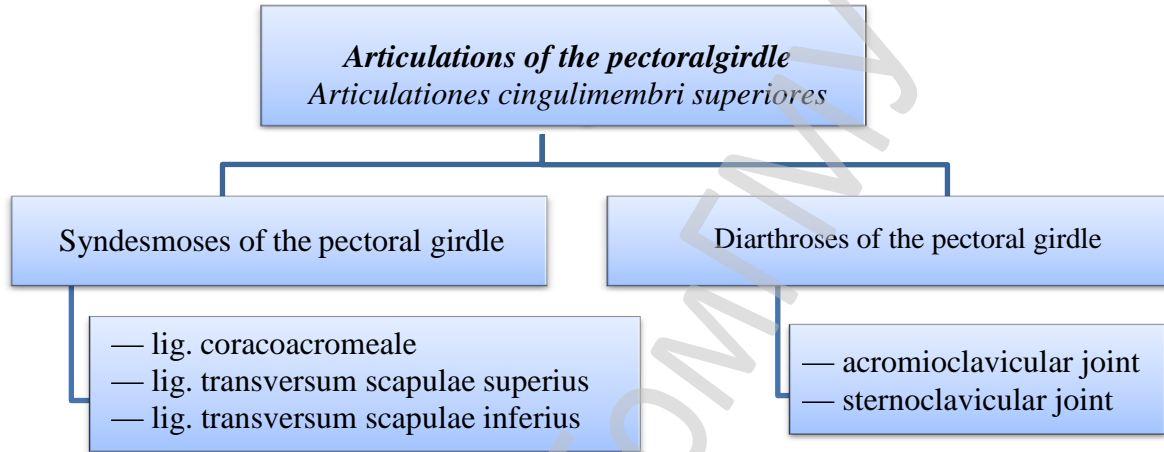 Articulations of the pectoralgirdle
Articulationes cingulimembri superiores
Syndesmoses of the pectoral girdle
Diarthroses of the pectoral girdle
— lig. coracoacromeale
— lig. transversum scapulae superius
— lig. transversum scapulae inferius
— acromioclavicular joint
— sternoclavicular joint